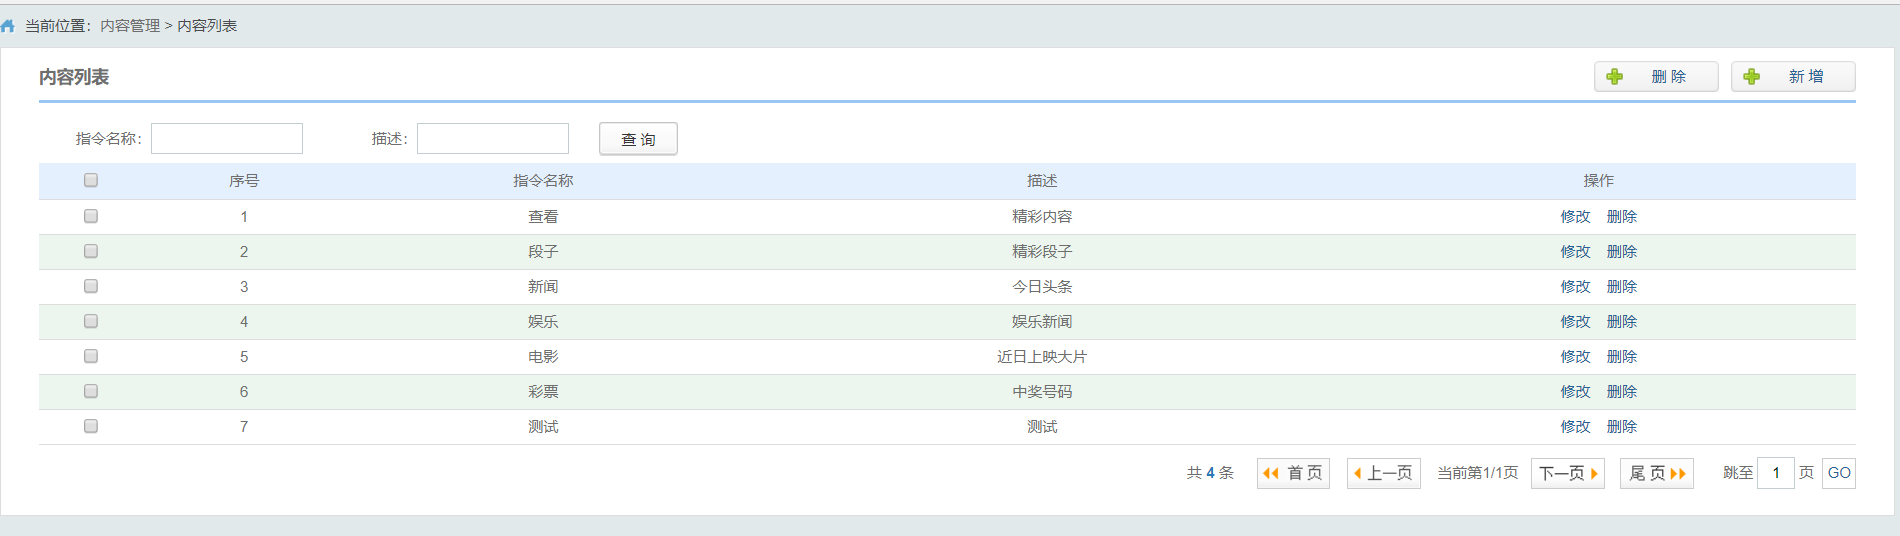 当前位置：内容管理 > 内容列表
内容列表 删 除 新 增
指令名称： 描述： 查 询
序号 指令名称 描述 操作
1 查看 精彩内容 修改 删除
2 段子 精彩段子 修改 删除
3 新闻 今日头条 修改 删除
4 娱乐 娱乐新闻 修改 删除
5 电影 近日上映大片 修改 删除
6 彩票 中奖号码 修改 删除
7 测试 测试 修改 删除
共 4 条 首 页 上一页 当前第1/1页 下一页 尾 页 跳至 1 页 GO